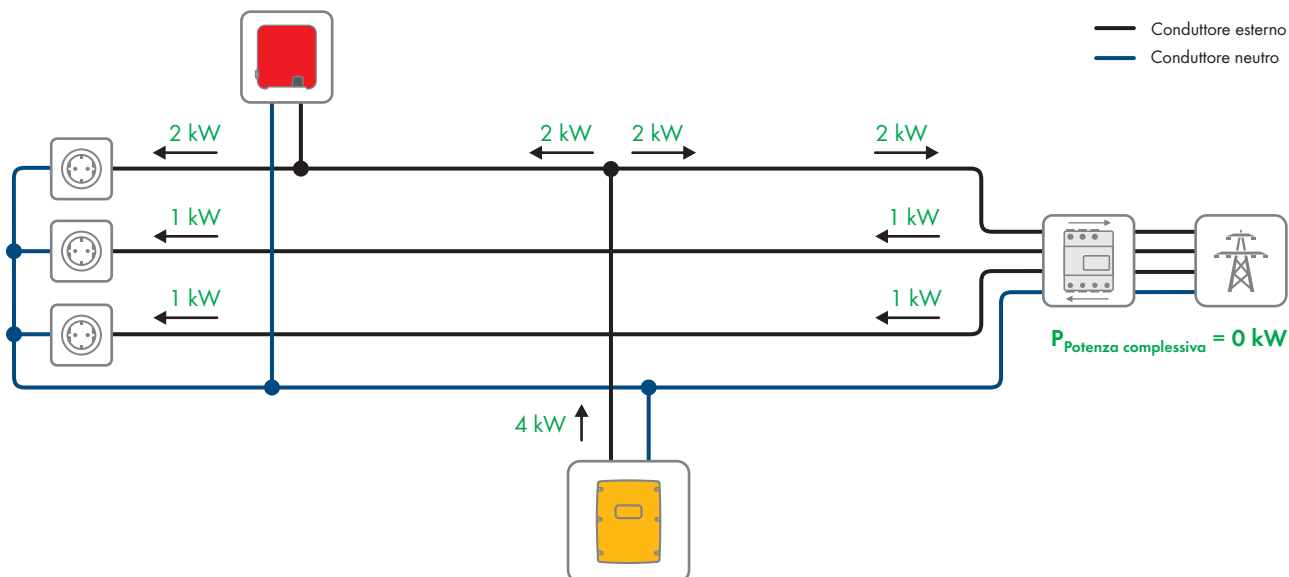 Conduttore esterno
Conduttore neutro
2 kW 2 kW 2 kW 2 kW
1 kW 1 kW
1 kW 1 kW
P Potenza complessiva = 0 kW
4 kW